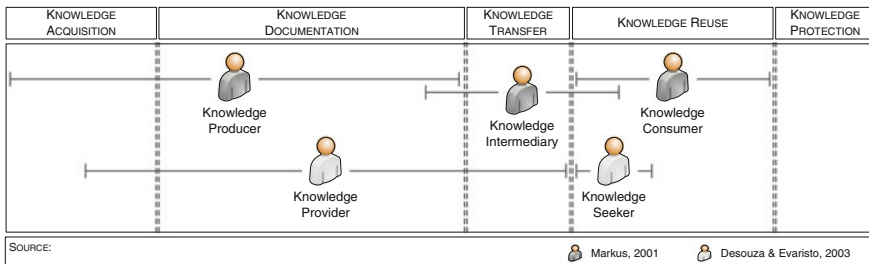 KNOWLEDGE ACQUISITION
KNOWLEDGE DOCUMENTATION
KNOWLEDGE TRANSFER
KNOWLEDGE REUSE
KNOWLEDGE PROTECTION
Knowledge
Producer
Knowledge
Intermediary
Knowledge
Consumer
Knowledge
Provider
Knowledge
Seeker
SOURCE:
Markus, 2001
Desouza & Evaristo, 2003